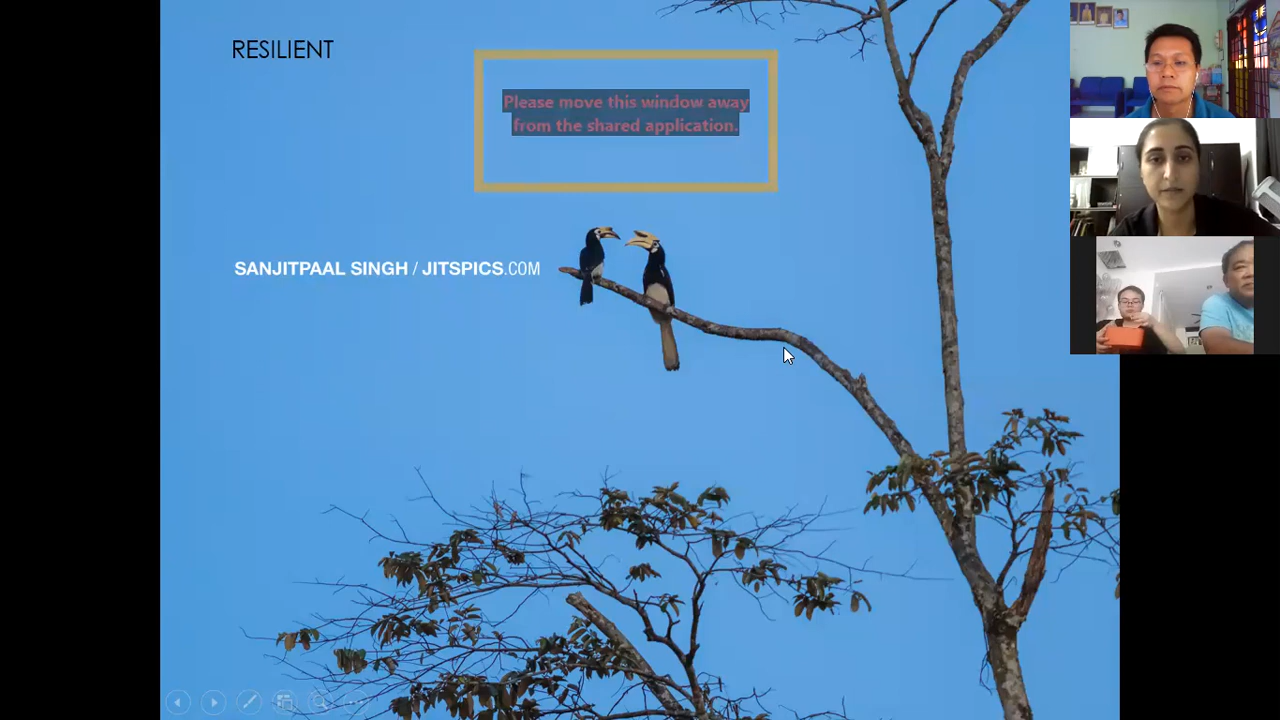 RESILIENT
Please move this window away
from the shared application.
SANJITPAAL SINGH / JITSPICS.COM